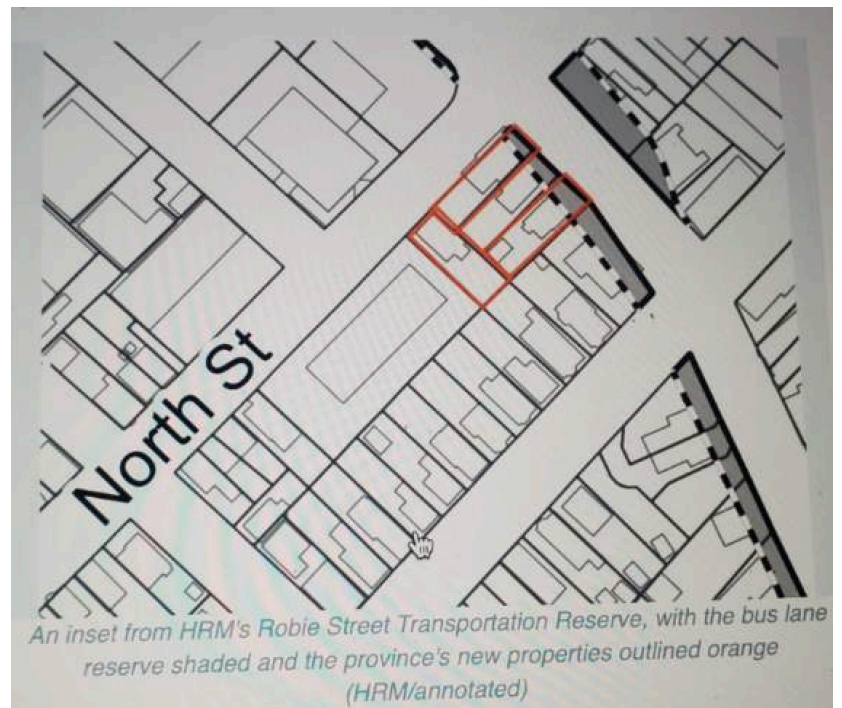 North St
An inset from HRM's Robie Street Transportation Reserve, with the bus lane
reserve shaded and the province's new properties outlined orange
(HRM/annotated)